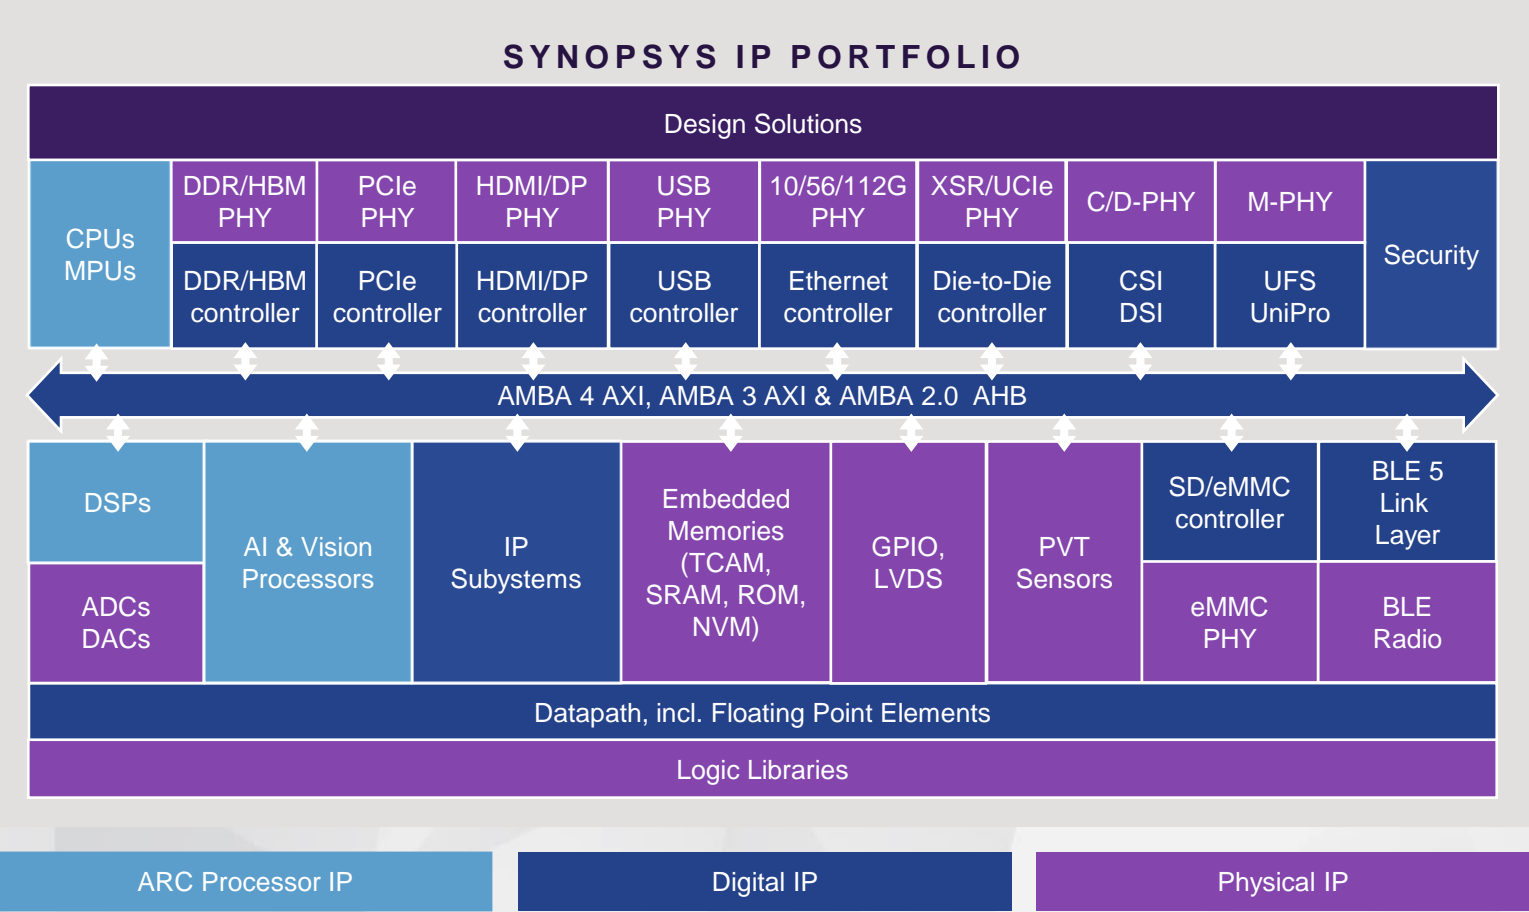 SYNOPSYS IP PORTFOLIO
Design Solutions
CPUs
MPUs
DDR/HBM
PHY
PCIe
PHY
HDMI/DP
PHY
USB
PHY
10/56/112G
PHY
XSR/UCIe
PHY
C/D-PHY
M-PHY
Security
DDR/HBM
controller
PCIe
controller
HDMI/DP
controller
USB
controller
Ethernet
controller
Die-to-Die
controller
CSI
DSI
UFS
UniPro
AMBA 4 AXI, AMBA 3 AXI & AMBA 2.0 AHB
DSPs
ADCs
DACs
AI & Vision
Processors
IP
Subystems
Embedded
Memories
(TCAM,
SRAM, ROM,
NVM)
GPIO,
LVDS
PVT
Sensors
SD/eMMC
controller
eMMC
PHY
BLE 5
Link
Layer
BLE
Radio
Datapath, incl. Floating Point Elements
Logic Libraries
ARC Processor IP
Digital IP
Physical IP